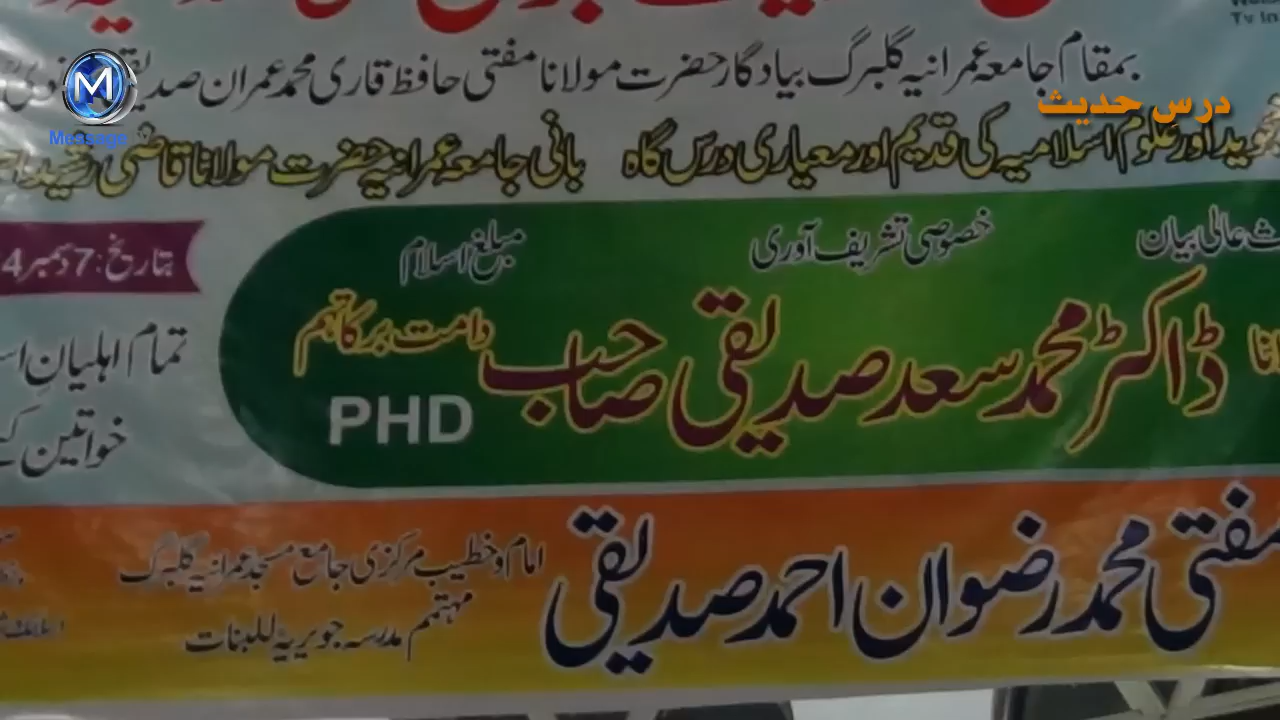 بمقام جامعہ عمرانیہ گلبرگ بیادگار حضرت مولانا مفتی حافظ قاری محمد عمران
Message
درس حدیث
اور علوم اسلامیہ کی قدیم اور معیاری درس گاہ بانی جامعہ عمرانیہ حضرت مولانا قاضی
عالی بیان خصوصی تشریف آوری مبلغ اسلام
بتاریخ: 7 دسمبر
ڈاکٹر محمد سعد صدیقی صاحب دامت برکاتہم
PHD
تمام اہلیان
خواتین
مفتی محمد رضوان احمد صدیقی
امام و خطیب مرکزی جامع مسجد عمرانیہ گلبرگ
مہتمم مدرسہ جویریہ للبنات